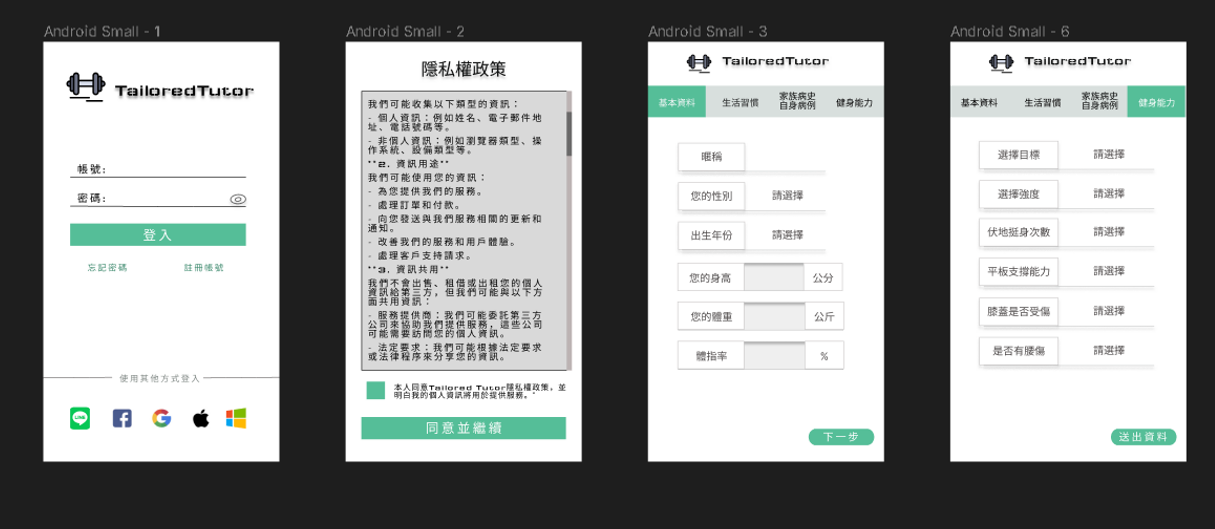 Android Small - 1
TailoredTutor
帳號:
密碼:
登入
忘記密碼
註冊帳號
使用其他方式登入
LINE
Android Small - 2
隱私權政策
我們可能收集以下類型的資訊：
- 個人資訊：例如姓名、電子郵件地
址、電話號碼等。
- 非個人資訊：例如瀏覽器類型、操
作系統、設備類型等。
**2. 資訊用途**
我們可能使用您的資訊：
- 為您提供我們的服務。
- 處理訂單和付款。
- 向您發送與我們服務相關的更新和
通知。
- 改善我們的服務和用戶體驗。
- 處理客戶支持請求。
**3. 資訊共用**
我們不會出售、租借或出租您的個人
資訊給第三方，但我們可能與以下方
面共用資訊：
- 服務提供商：我們可能委託第三方
公司來協助我們提供服務，這些公司
可能需要訪問您的個人資訊。
- 法定要求：我們可能根據法定要求
或法律程序來分享您的資訊。
本人同意Tailored Tutor隱私權政策，並
明白我的個人資訊將用於提供服務。"
同意並繼續
Android Small - 3
TailoredTutor
基本資料
生活習慣
家族病史
自身病例
健身能力
暱稱
您的性別
請選擇
出生年份
請選擇
您的身高
公分
您的體重
公斤
體指率
%
下一步
Android Small - 6
TailoredTutor
基本資料
生活習慣
家族病史
自身病例
健身能力
選擇目標
請選擇
選擇強度
請選擇
伏地挺身次數
請選擇
平板支撐能力
請選擇
膝蓋是否受傷
請選擇
是否有腰傷
請選擇
送出資料